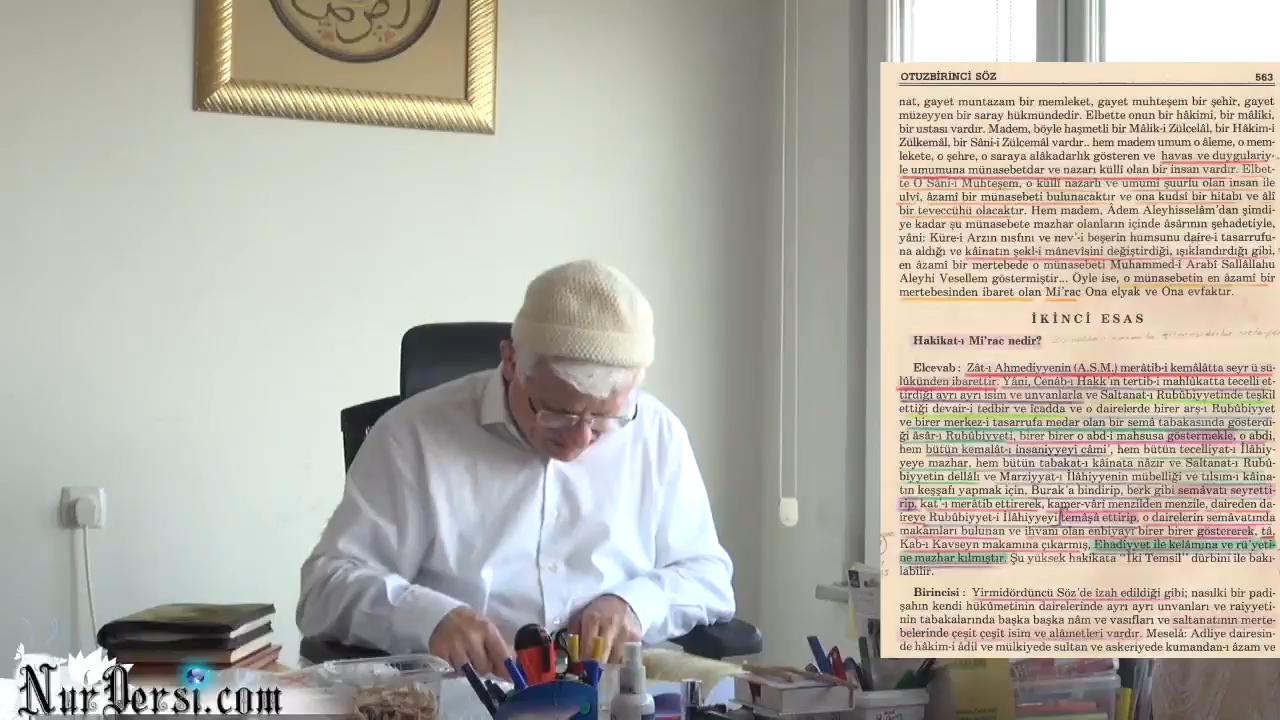 OTUZBİRİNCİ SÖZ 563
nat, gayet muntazam bir memleket, gayet muhteşem bir şehir, gayet
müzeyyen bir saray hükmündedir. Elbette onun bir hâkimi, bir mâliki,
bir ustası vardır. Madem, böyle haşmetli bir Mâlik-i Zülcelâl, bir Hâkim-i
Zülkemâl, bir Sâni-i Zülcemâl vardır.. hem madem umum o âleme, o mem-
lekete, o şehre, o saraya alâkadarlık gösteren ve havas ve duygulariy-
le umumuna münasebetdar ve nazarı küllî olan bir insan vardır. Elbet-
te O Sâni-i Muhteşem, o küllî nazarlı ve umumî şuurlu olan insan ile
ulvî, âzamî bir münasebeti bulunacaktır ve ona kudsî bir hitabı ve âlî
bir teveccühü olacaktır. Hem madem, Âdem Aleyhisselâm'dan şimdi-
ye kadar şu münasebete mazhar olanların içinde âsârının şehadetiyle,
yâni: Küre-i Arzın nısfını ve nev'-i beşerin humsunu daire-i tasarrufu-
na aldığı ve kâinatın şekl-i mânevîsini değiştirdiği, ışıklandırdığı gibi,
en âzamî bir mertebede o münasebeti Muhammed-i Arabî Sallâllahu
Aleyhi Vesellem göstermiştir... Öyle ise, o münasebetin en âzamî bir
mertebesinden ibaret olan Mi'rac Ona elyak ve Ona evfaktır.
İKİNCİ ESAS
Hakikat-ı Mi'rac nedir?
Elcevab: Zât-ı Ahmediyyenin (A.S.M.) merâtib-i kemâlâtta seyr ü sü-
lûkünden ibarettir. Yâni, Cenâb-ı Hakk'ın tertib-i mahlûkatta tecelli et-
tirdiği ayrı ayrı isim ve unvanlarla ve Saltanat-ı Rubûbiyyetinde teşkil
ettiği devair-i tedbir ve îcadda ve o dairelerde birer arş-ı Rubûbiyyet
ve birer merkez-i tasarrufa medar olan bir semâ tabakasında gösterdi-
ği âsâr-ı Rubûbiyyeti, birer birer o abd-i mahsusa göstermekle, o abdi,
hem bütün kemalât-ı insaniyyeyi câmi', hem bütün tecelliyat-ı İlâhiy-
yeye mazhar, hem bütün tabakat-ı kâinata nâzır ve Saltanat-ı Rubû-
biyyetin dellâlı ve Marziyyat-ı İlâhiyyenin mübelliği ve tılsım-ı kâina-
tın keşşafı yapmak için, Burak'a bindirip, berk gibi semâvatı seyretti-
rip, kat'-ı merâtib ettirerek, kamer-vâri menzilden menzile, daireden da-
ireye Rubûbiyyet-i İlâhiyyeyi temâşâ ettirip, o dairelerin semâvatında
makamları bulunan ve ihvânı olan enbiyayı birer birer göstererek, tâ,
Kab-ı Kavseyn makamına çıkarmış, Ehadiyyet ile kelâmına ve rü'yeti-
ne mazhar kılmıştır. Şu yüksek hakikata "İki Temsil" dürbini ile bakı-
labilir.
Birincisi: Yirmidördüncü Söz'de izah edildiği gibi; nasılki bir padi-
şahın kendi hükûmetinin dairelerinde ayrı ayrı unvanları ve raiyyeti-
nin tabakalarında başka başka nâm ve vasıfları ve saltanatının merte-
belerinde çeşit çeşit isim ve alâmetleri vardır. Meselâ: Adliye dairesin-
de hâkim-i âdil ve mülkiyede sultan ve askeriyede kumandan-ı âzam ve
NurDersi.com